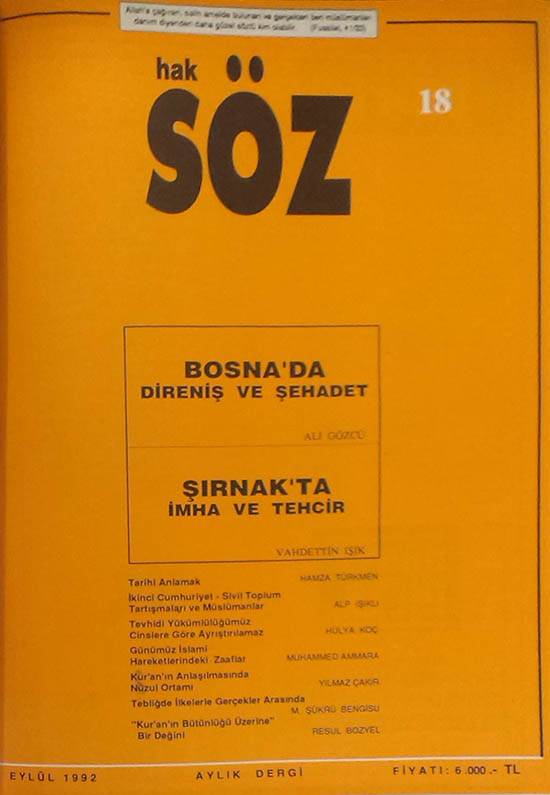 Allah'a çağıran, salih amelde bulunan ve gerçekten ben müslümanlar
danım diyenden daha güzel sözlü kim olabilir. (Fussilet, 41/33)
hak
SÖZ
18
BOSNA'DA
DİRENİŞ VE ŞEHADET
ALİ GÖZCÜ
ŞIRNAK'TA
İMHA VE TEHCİR
VAHDETTİN IŞIK
Tarihi Anlamak HAMZA TÜRKMEN
İkinci Cumhuriyet - Sivil Toplum
Tartışmaları ve Müslümanlar ALP IŞIKLI
Tevhidi Yükümlülüğümüz
Cinslere Göre Ayrıştırılamaz HÜLYA KOÇ
Günümüz İslami
Hareketlerindeki Zaaflar MUHAMMED AMMARA
Kur'an'ın Anlaşılmasında
Nüzul Ortamı YILMAZ ÇAKIR
Tebliğde İlkelerle Gerçekler Arasında
M. ŞÜKRÜ BENGİSU
"Kur'an'ın Bütünlüğü Üzerine"
Bir Değini RESUL BOZYEL
EYLÜL 1992 AYLIK DERGİ FİYATI: 6.000.- TL